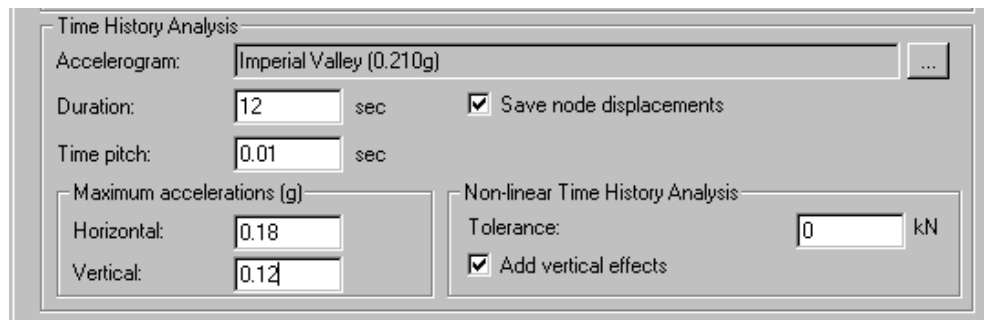 Time History Analysis
Accelerogram: Imperial Valley (0.210g) ...
Duration: 12 sec Save node displacements
Time pitch: 0.01 sec
Maximum accelerations (g) Non-linear Time History Analysis
Horizontal: 0.18 Tolerance: 0 kN
Vertical: 0.12 Add vertical effects